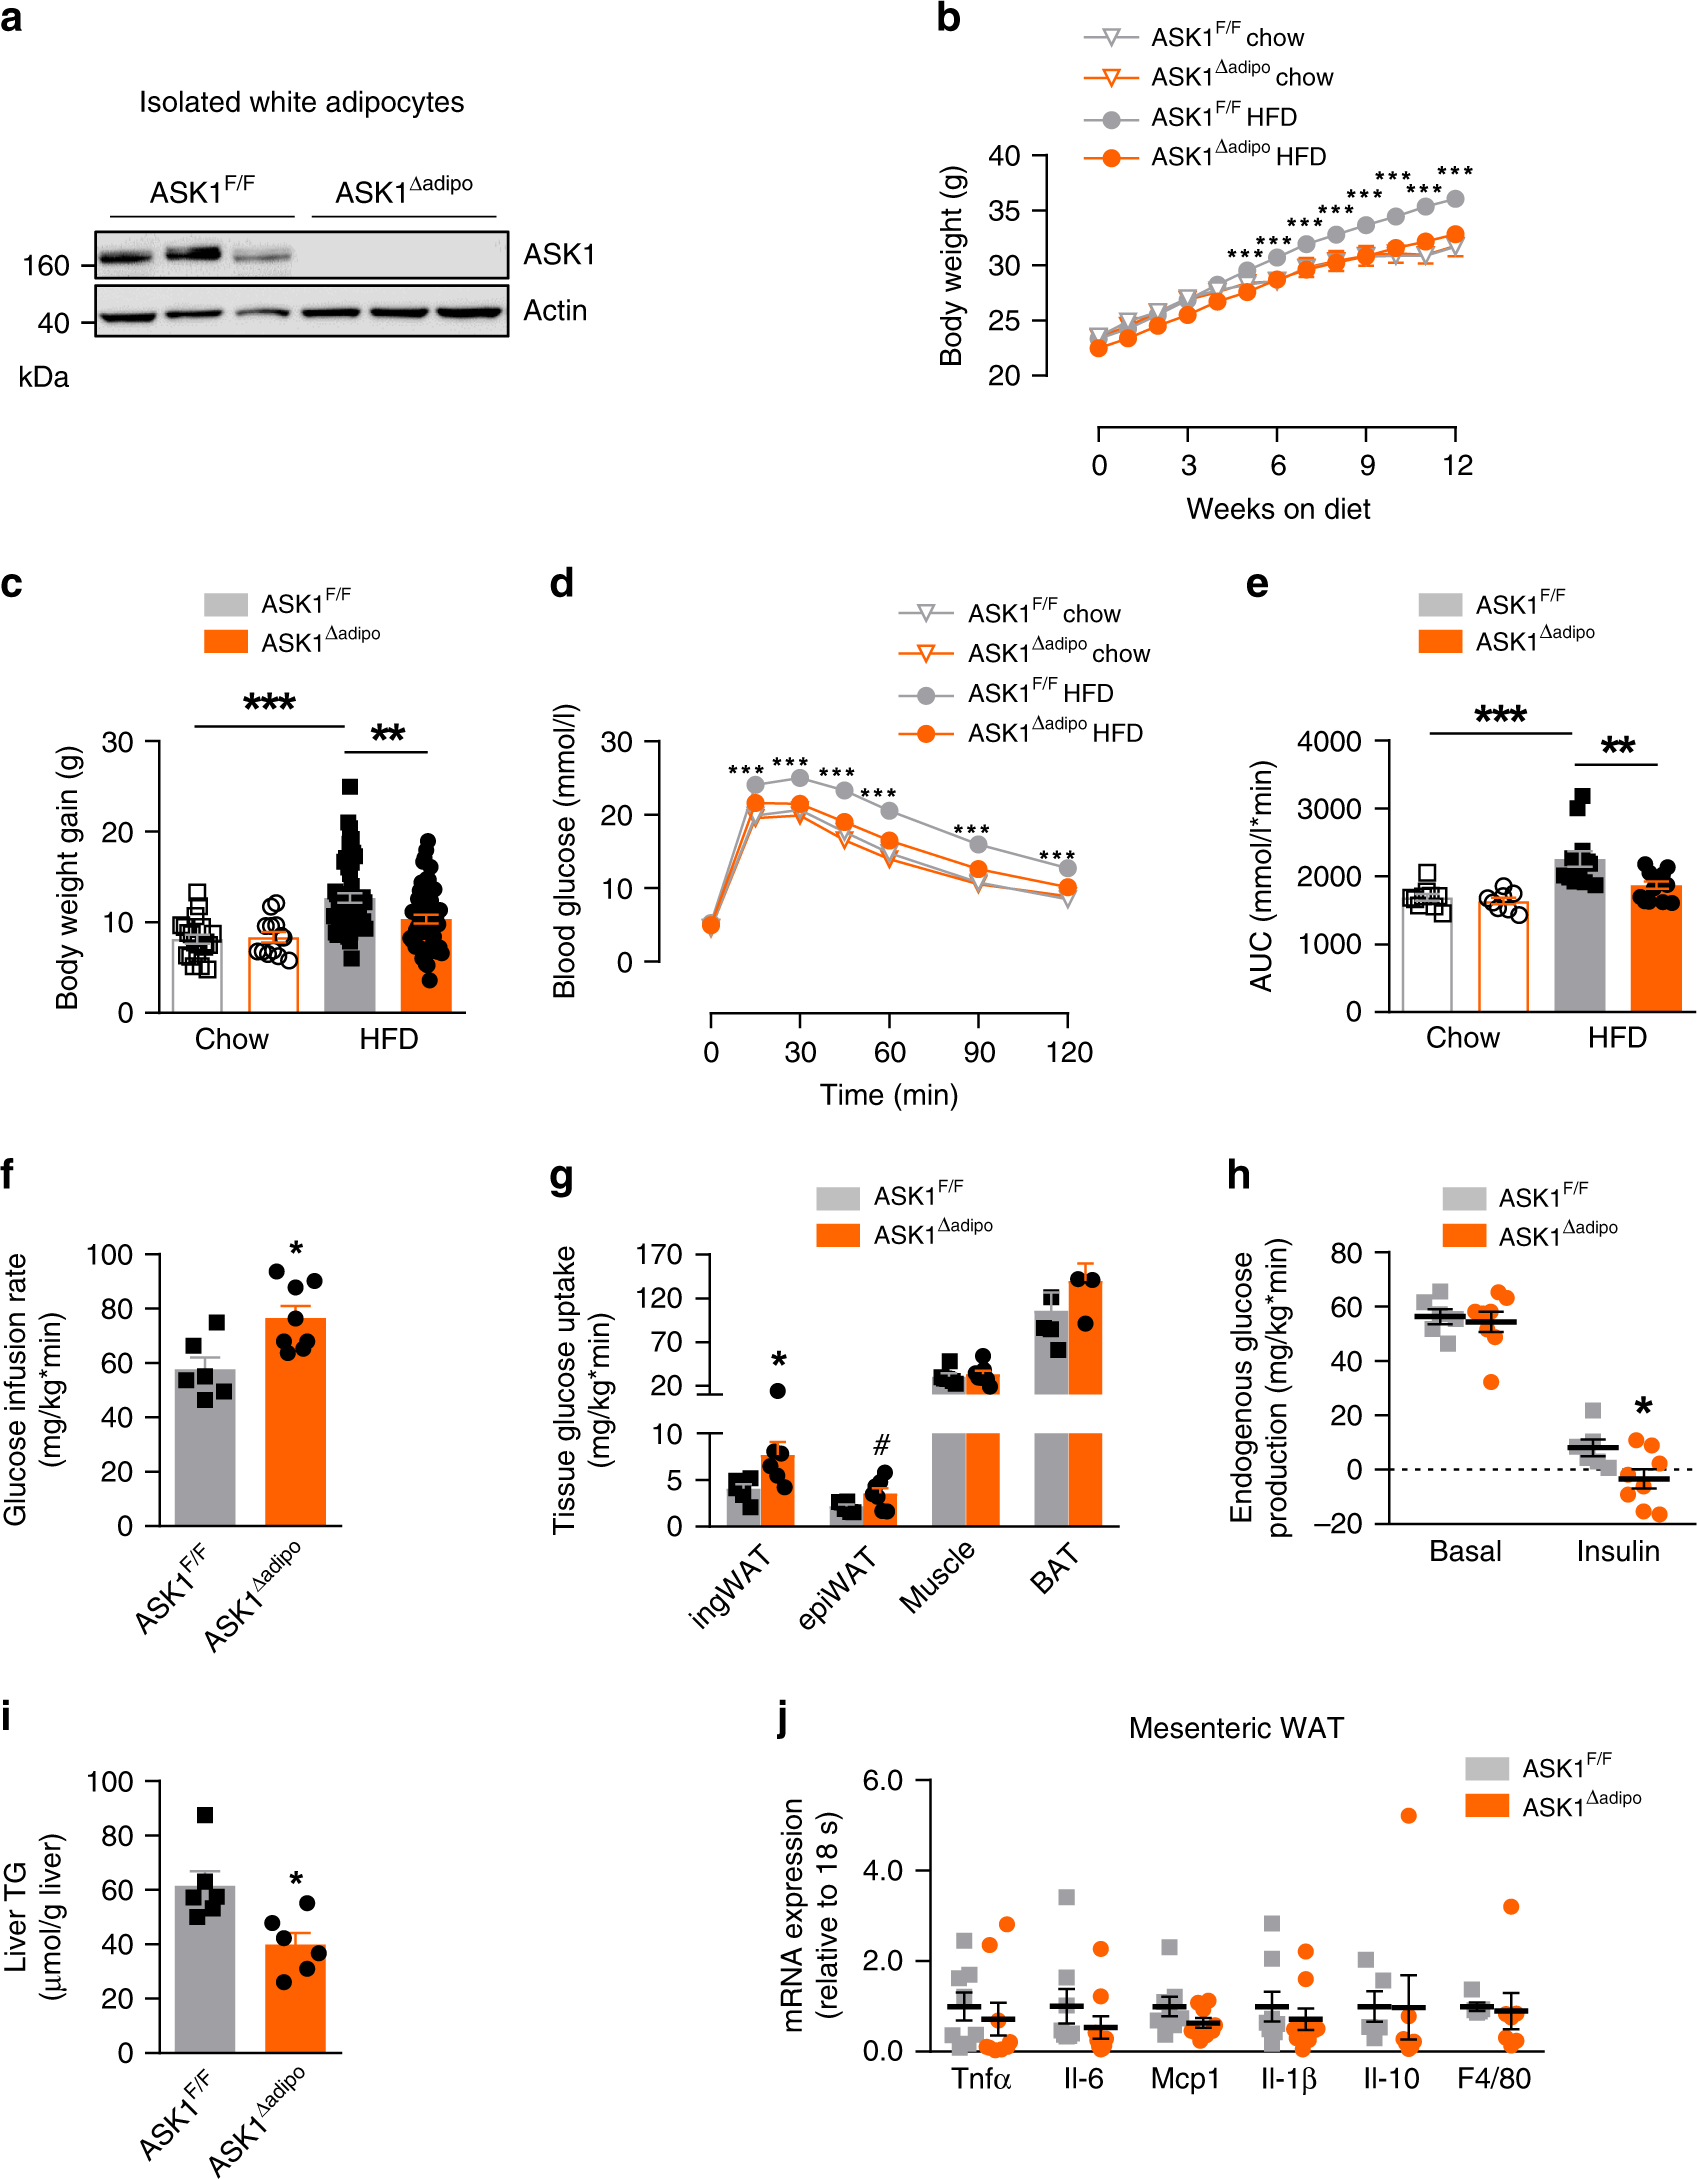 a
Isolated white adipocytes
ASK1F/F
ASK1Δadipo
160
ASK1
40
Actin
kDa
b
ASK1F/F chow
ASK1Δadipo chow
ASK1F/F HFD
ASK1Δadipo HFD
Body weight (g)
40
35
30
25
20
*** *** *** *** *** *** *** ***
0 3 6 9 12
Weeks on diet
c
ASK1F/F
ASK1Δadipo
***
**
Body weight gain (g)
30
20
10
0
Chow HFD
d
ASK1F/F chow
ASK1Δadipo chow
ASK1F/F HFD
ASK1Δadipo HFD
Blood glucose (mmol/l)
30
20
10
0
*** *** *** *** *** ***
0 30 60 90 120
Time (min)
e
ASK1F/F
ASK1Δadipo
***
**
AUC (mmol/l*min)
4000
3000
2000
1000
0
Chow HFD
f
Glucose infusion rate
(mg/kg*min)
100
80
60
40
20
0
*
ASK1F/F
ASK1Δadipo
g
ASK1F/F
ASK1Δadipo
Tissue glucose uptake
(mg/kg*min)
170
120
70
20
10
5
0
*
#
ingWAT
epiWAT
Muscle
BAT
h
ASK1F/F
ASK1Δadipo
Endogenous glucose
production (mg/kg*min)
80
60
40
20
0
–20
*
Basal Insulin
i
Liver TG
(μmol/g liver)
100
80
60
40
20
0
*
ASK1F/F
ASK1Δadipo
j
Mesenteric WAT
ASK1F/F
ASK1Δadipo
mRNA expression
(relative to 18 s)
6.0
4.0
2.0
0.0
Tnfα Il-6 Mcp1 Il-1β Il-10 F4/80